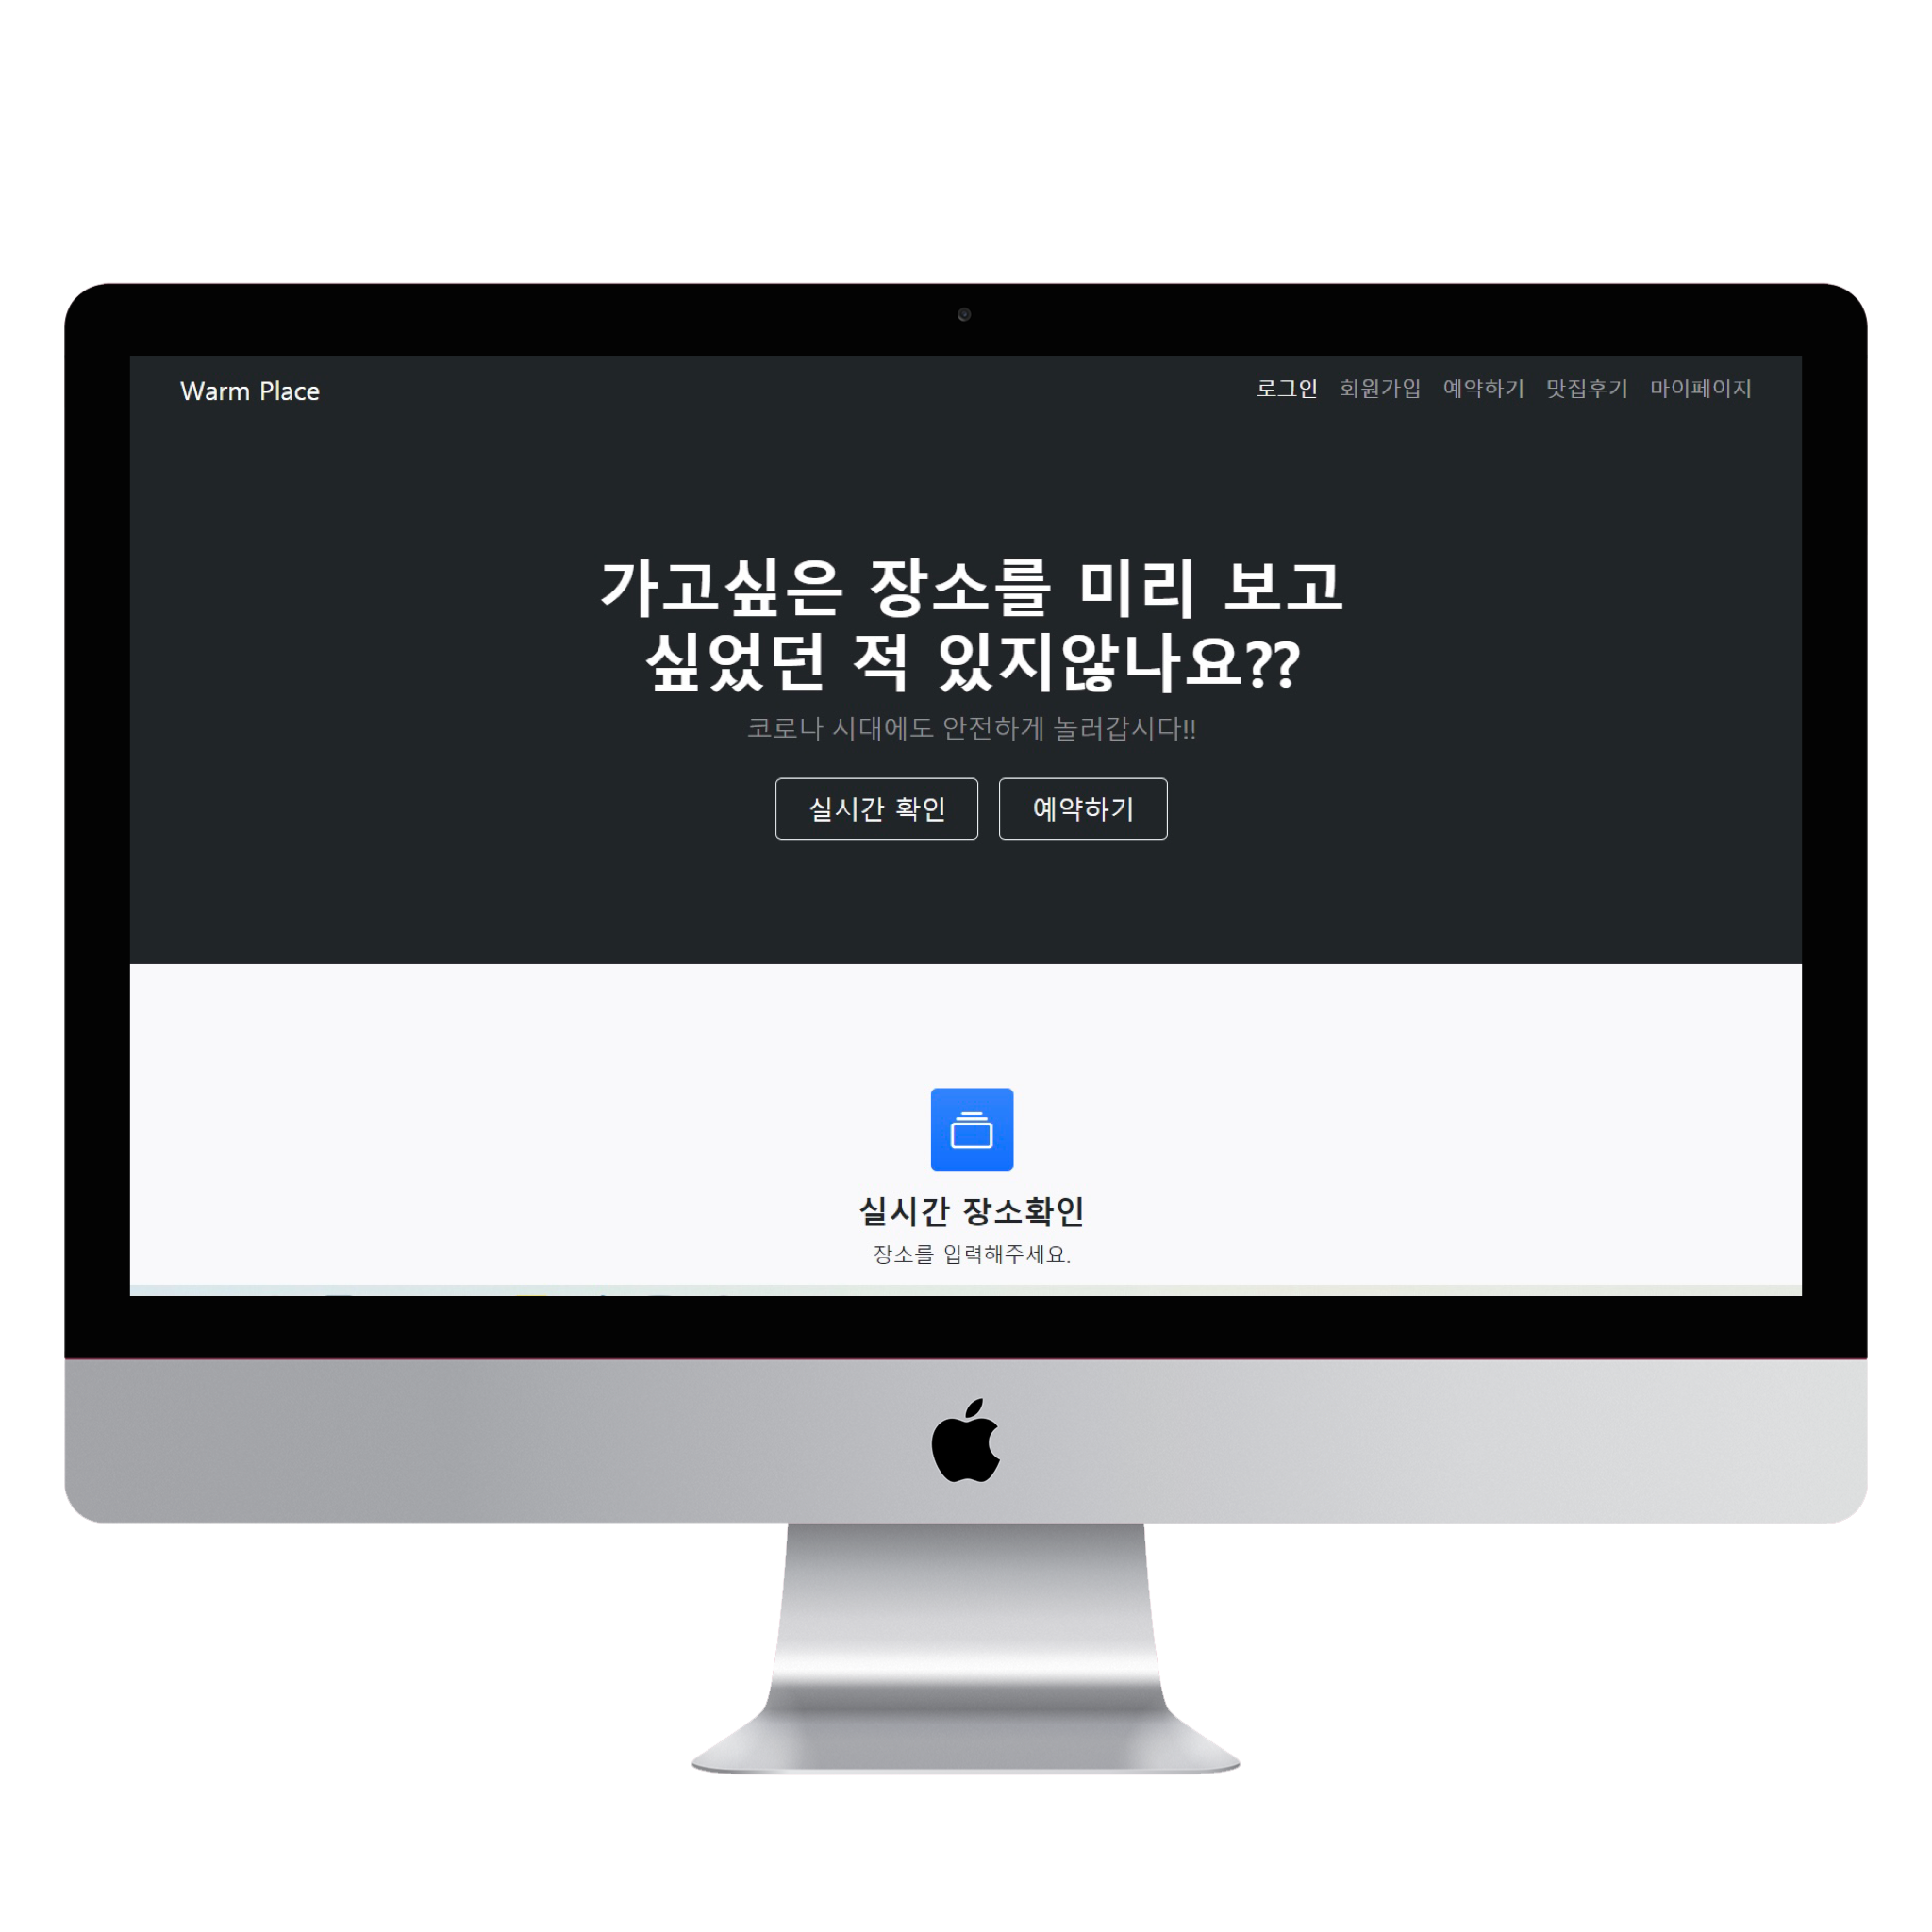 Warm Place
로그인 회원가입 예약하기 맛집후기 마이페이지
가고싶은 장소를 미리 보고
싶었던 적 있지않나요??
코로나 시대에도 안전하게 놀러갑시다!!
실시간 확인 예약하기
실시간 장소확인
장소를 입력해주세요.